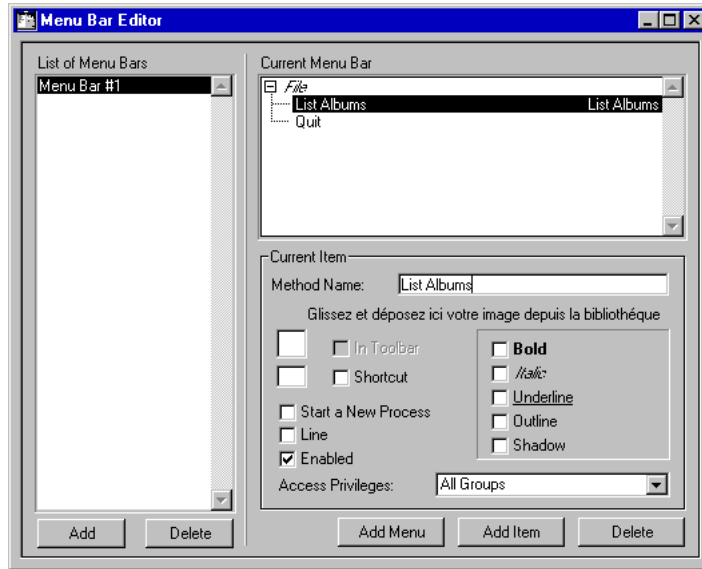 Menu Bar Editor
List of Menu Bars
Menu Bar #1
Add
Delete
Current Menu Bar
File
List Albums List Albums
Quit
Current Item
Method Name: List Albums
Glissez et déposez ici votre image depuis la bibliothéque
In Toolbar
Shortcut
Start a New Process
Line
Enabled
Bold
Italic
Underline
Outline
Shadow
Access Privileges: All Groups
Add Menu
Add Item
Delete